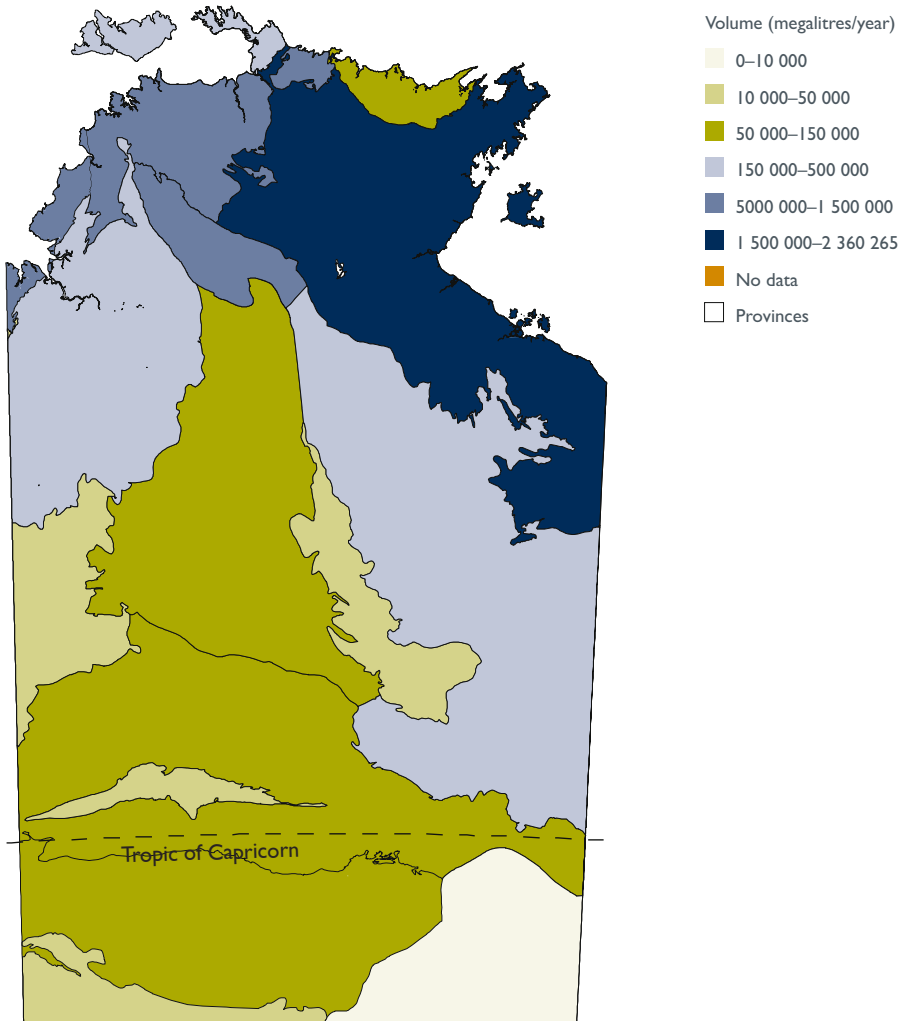 Volume (megalitres/year)
0–10 000
10 000–50 000
50 000–150 000
150 000–500 000
5000 000–1 500 000
1 500 000–2 360 265
No data
Provinces
Tropic of Capricorn